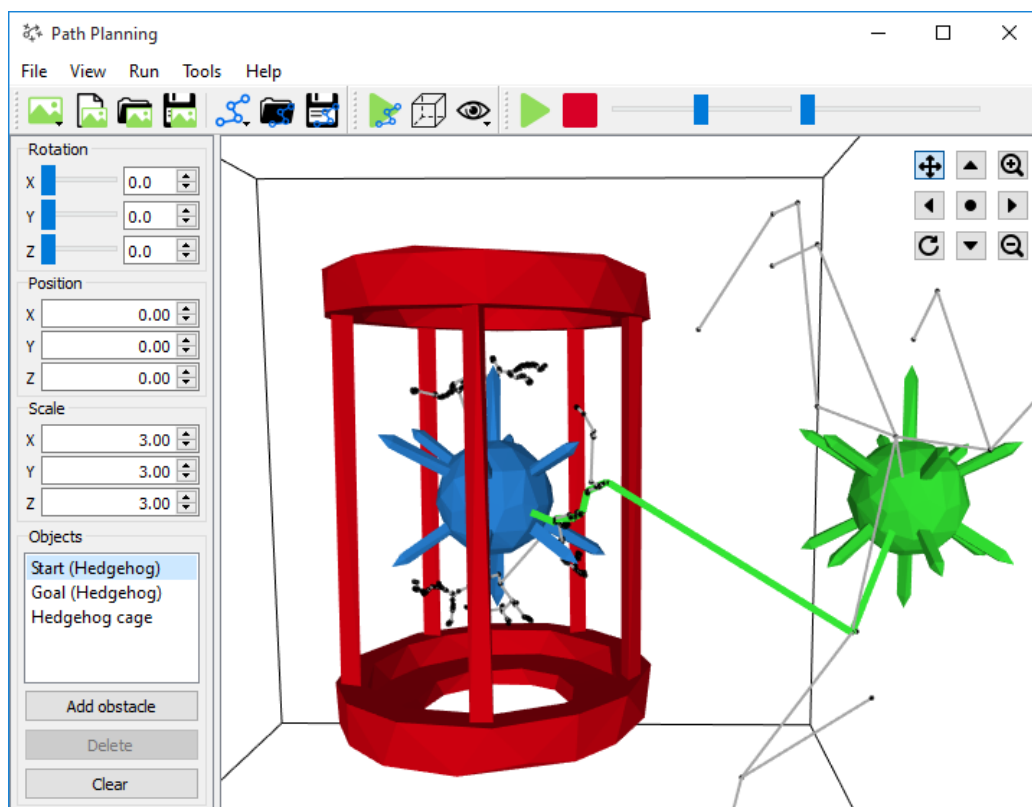 Path Planning
File View Run Tools Help
Rotation
X 0.0
Y 0.0
Z 0.0
Position
X 0.00
Y 0.00
Z 0.00
Scale
X 3.00
Y 3.00
Z 3.00
Objects
Start (Hedgehog)
Goal (Hedgehog)
Hedgehog cage
Add obstacle
Delete
Clear